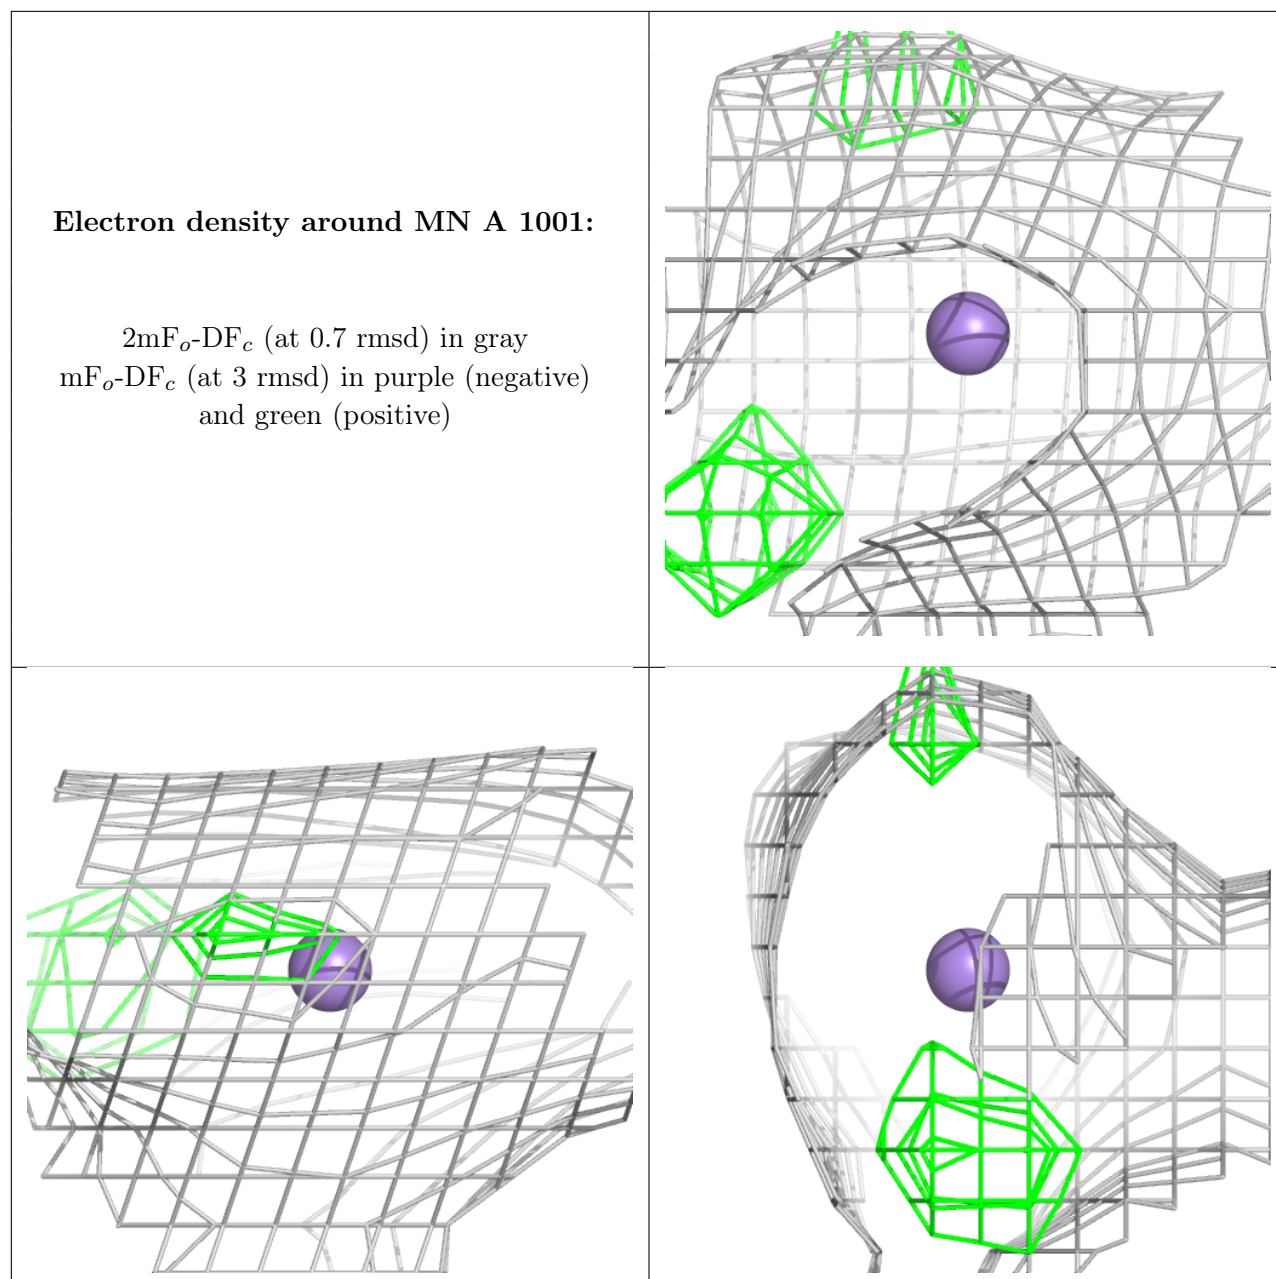 Electron density around MN A 1001:
2mFo-DFc (at 0.7 rmsd) in gray
mFo-DFc (at 3 rmsd) in purple (negative)
and green (positive)